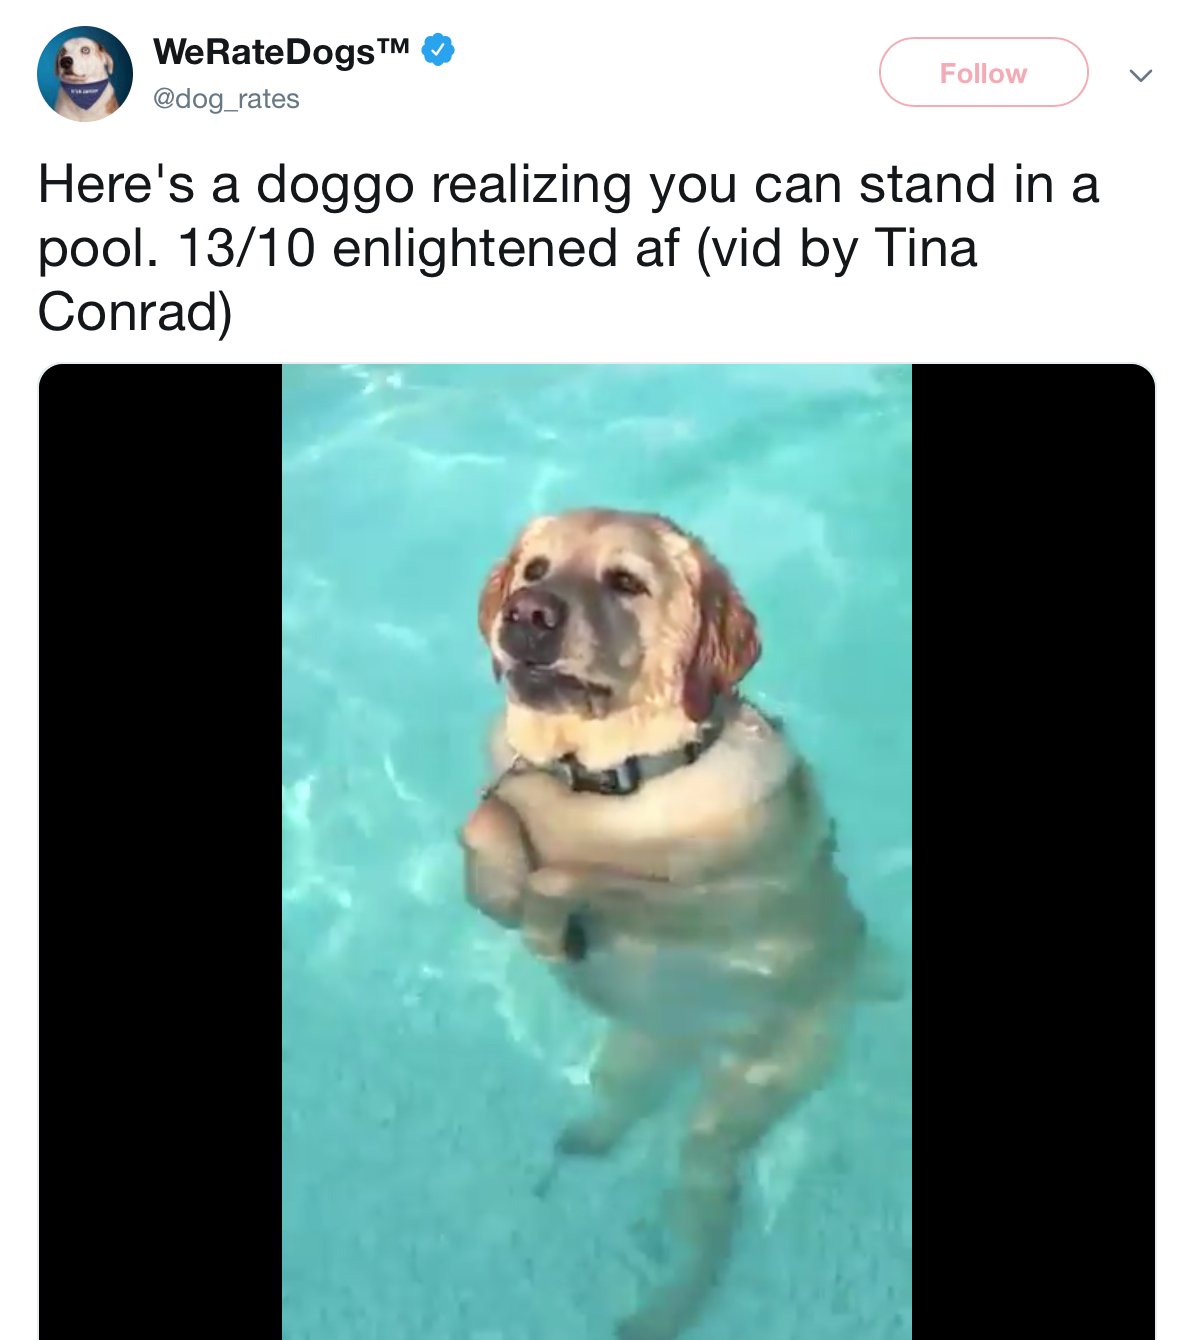 WeRateDogs™
@dog_rates
Follow
Here's a doggo realizing you can stand in a
pool. 13/10 enlightened af (vid by Tina
Conrad)